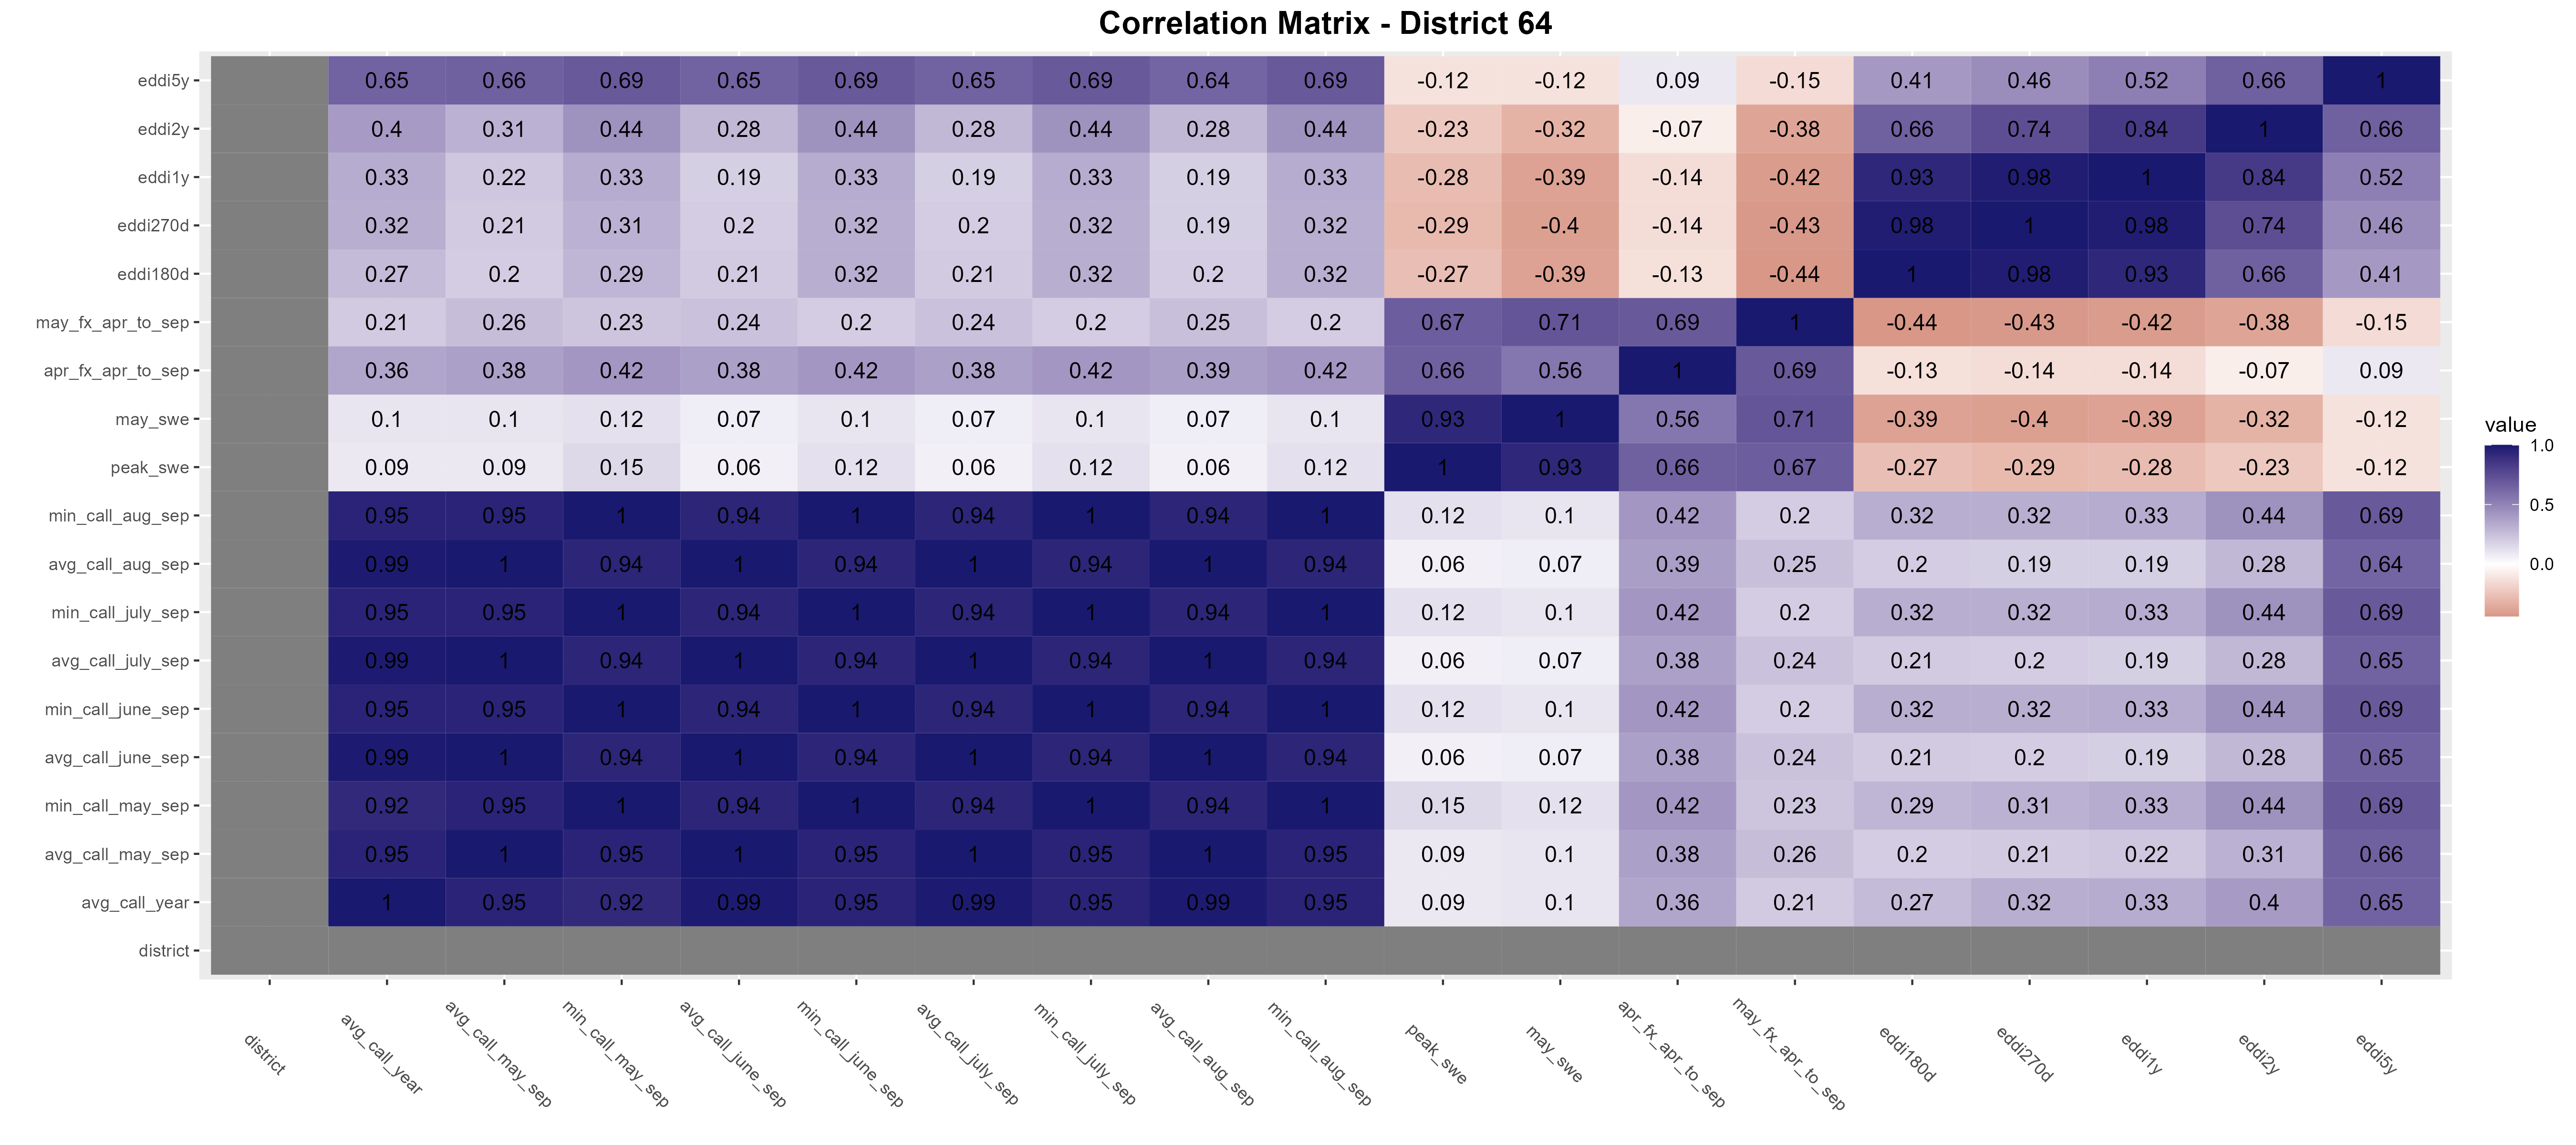 Correlation Matrix - District 64
eddi5y 0.65 0.66 0.69 0.65 0.69 0.65 0.69 0.64 0.69 -0.12 -0.12 0.09 -0.15 0.41 0.46 0.52 0.66 1
eddi2y 0.4 0.31 0.44 0.28 0.44 0.28 0.44 0.28 0.44 -0.23 -0.32 -0.07 -0.38 0.66 0.74 0.84 1 0.66
eddi1y 0.33 0.22 0.33 0.19 0.33 0.19 0.33 0.19 0.33 -0.28 -0.39 -0.14 -0.42 0.93 0.98 1 0.84 0.52
eddi270d 0.32 0.21 0.31 0.2 0.32 0.2 0.32 0.19 0.32 -0.29 -0.4 -0.14 -0.43 0.98 1 0.98 0.74 0.46
eddi180d 0.27 0.2 0.29 0.21 0.32 0.21 0.32 0.2 0.32 -0.27 -0.39 -0.13 -0.44 1 0.98 0.93 0.66 0.41
may_fx_apr_to_sep 0.21 0.26 0.23 0.24 0.2 0.24 0.2 0.25 0.2 0.67 0.71 0.69 1 -0.44 -0.43 -0.42 -0.38 -0.15
apr_fx_apr_to_sep 0.36 0.38 0.42 0.38 0.42 0.38 0.42 0.39 0.42 0.66 0.56 1 0.69 -0.13 -0.14 -0.14 -0.07 0.09
may_swe 0.1 0.1 0.12 0.07 0.1 0.07 0.1 0.07 0.1 0.93 1 0.56 0.71 -0.39 -0.4 -0.39 -0.32 -0.12
peak_swe 0.09 0.09 0.15 0.06 0.12 0.06 0.12 0.06 0.12 1 0.93 0.66 0.67 -0.27 -0.29 -0.28 -0.23 -0.12
min_call_aug_sep 0.95 0.95 1 0.94 1 0.94 1 0.94 1 0.12 0.1 0.42 0.2 0.32 0.32 0.33 0.44 0.69
avg_call_aug_sep 0.99 1 0.94 1 0.94 1 0.94 1 0.94 0.06 0.07 0.39 0.25 0.2 0.19 0.19 0.28 0.64
min_call_july_sep 0.95 0.95 1 0.94 1 0.94 1 0.94 1 0.12 0.1 0.42 0.2 0.32 0.32 0.33 0.44 0.69
avg_call_july_sep 0.99 1 0.94 1 0.94 1 0.94 1 0.94 0.06 0.07 0.38 0.24 0.21 0.2 0.19 0.28 0.65
min_call_june_sep 0.95 0.95 1 0.94 1 0.94 1 0.94 1 0.12 0.1 0.42 0.2 0.32 0.32 0.33 0.44 0.69
avg_call_june_sep 0.99 1 0.94 1 0.94 1 0.94 1 0.94 0.06 0.07 0.38 0.24 0.21 0.2 0.19 0.28 0.65
min_call_may_sep 0.92 0.95 1 0.94 1 0.94 1 0.94 1 0.15 0.12 0.42 0.23 0.29 0.31 0.33 0.44 0.69
avg_call_may_sep 0.95 1 0.95 1 0.95 1 0.95 1 0.95 0.09 0.1 0.38 0.26 0.2 0.21 0.22 0.31 0.66
avg_call_year 1 0.95 0.92 0.99 0.95 0.99 0.95 0.99 0.95 0.09 0.1 0.36 0.21 0.27 0.32 0.33 0.4 0.65
district
district avg_call_year avg_call_may_sep min_call_may_sep avg_call_june_sep min_call_june_sep avg_call_july_sep min_call_july_sep avg_call_aug_sep min_call_aug_sep peak_swe may_swe apr_fx_apr_to_sep may_fx_apr_to_sep eddi180d eddi270d eddi1y eddi2y eddi5y
value
1.0
0.5
0.0